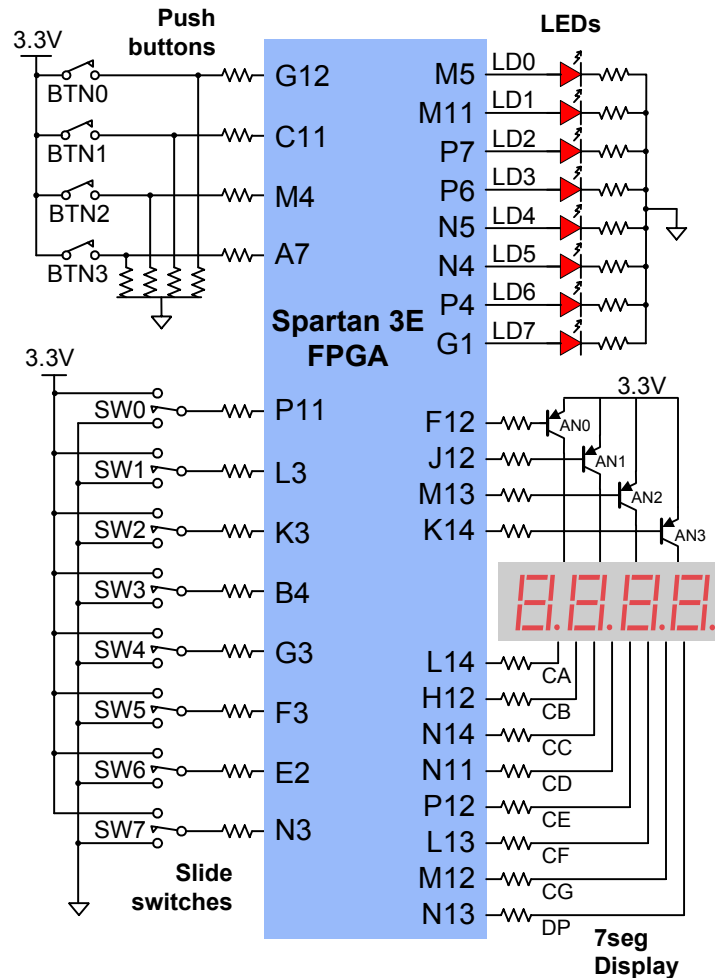 Push
buttons
3.3V
BTN0
G12
BTN1
C11
BTN2
M4
BTN3
A7
LEDs
M5 LD0
M11 LD1
P7 LD2
P6 LD3
N5 LD4
N4 LD5
P4 LD6
G1 LD7
Spartan 3E
FPGA
3.3V
SW0 P11
SW1 L3
SW2 K3
SW3 B4
SW4 G3
SW5 F3
SW6 E2
SW7 N3
Slide
switches
3.3V
F12 AN0
J12 AN1
M13 AN2
K14 AN3
8.8.8.8.
L14 CA
H12 CB
N14 CC
N11 CD
P12 CE
L13 CF
M12 CG
N13 DP
7seg
Display